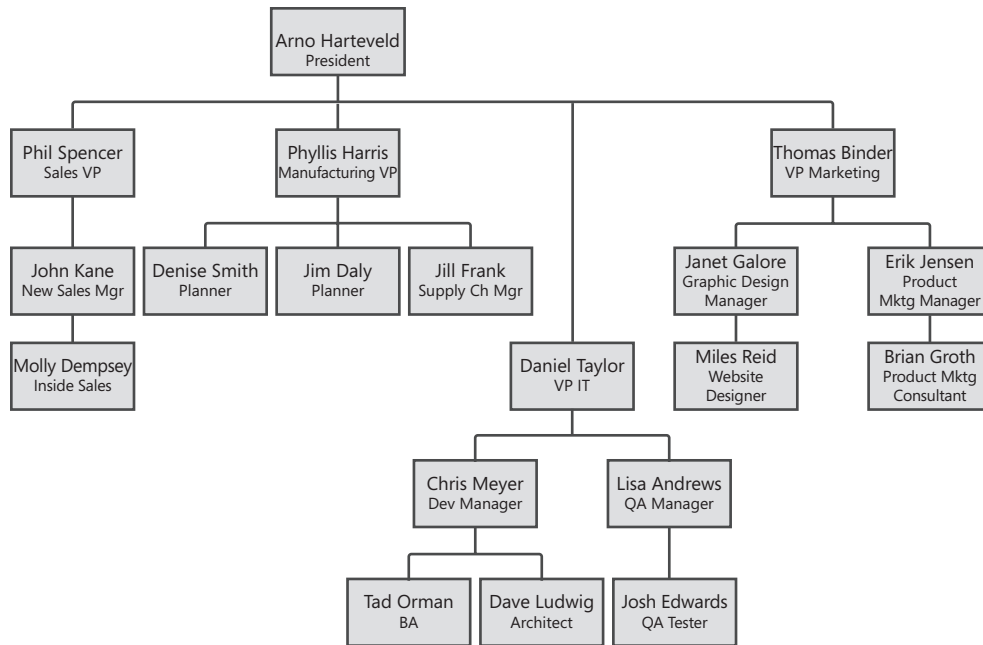 Arno Harteveld
President
Phil Spencer
Sales VP
Phyllis Harris
Manufacturing VP
Thomas Binder
VP Marketing
John Kane
New Sales Mgr
Denise Smith
Planner
Jim Daly
Planner
Jill Frank
Supply Ch Mgr
Janet Galore
Graphic Design
Manager
Erik Jensen
Product
Mktg Manager
Molly Dempsey
Inside Sales
Daniel Taylor
VP IT
Miles Reid
Website
Designer
Brian Groth
Product Mktg
Consultant
Chris Meyer
Dev Manager
Lisa Andrews
QA Manager
Tad Orman
BA
Dave Ludwig
Architect
Josh Edwards
QA Tester